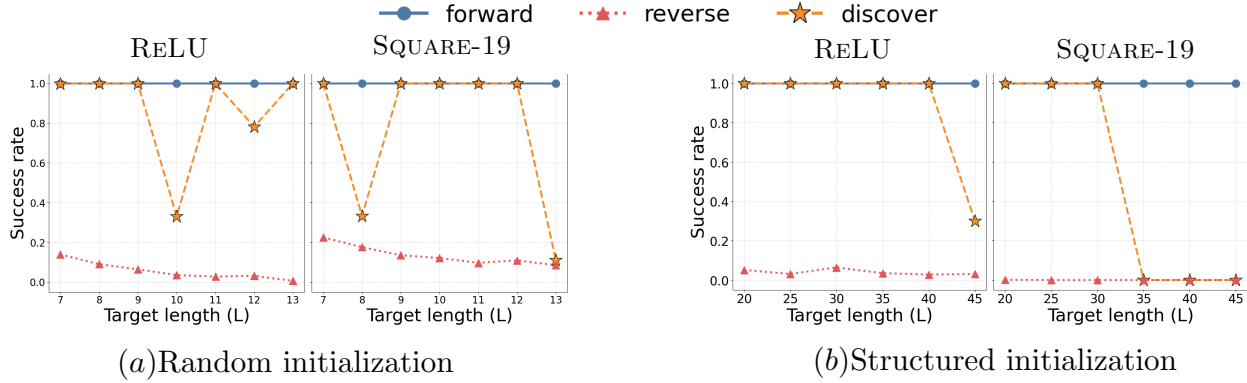 forward reverse discover
RELU SQUARE-19 RELU SQUARE-19
Success rate
1.0
0.8
0.6
0.4
0.2
0.0
7 8 9 10 11 12 13
7 8 9 10 11 12 13
Target length (L) Target length (L)
Success rate
1.0
0.8
0.6
0.4
0.2
0.0
20 25 30 35 40 45
20 25 30 35 40 45
Target length (L) Target length (L)
(a)Random initialization
(b)Structured initialization